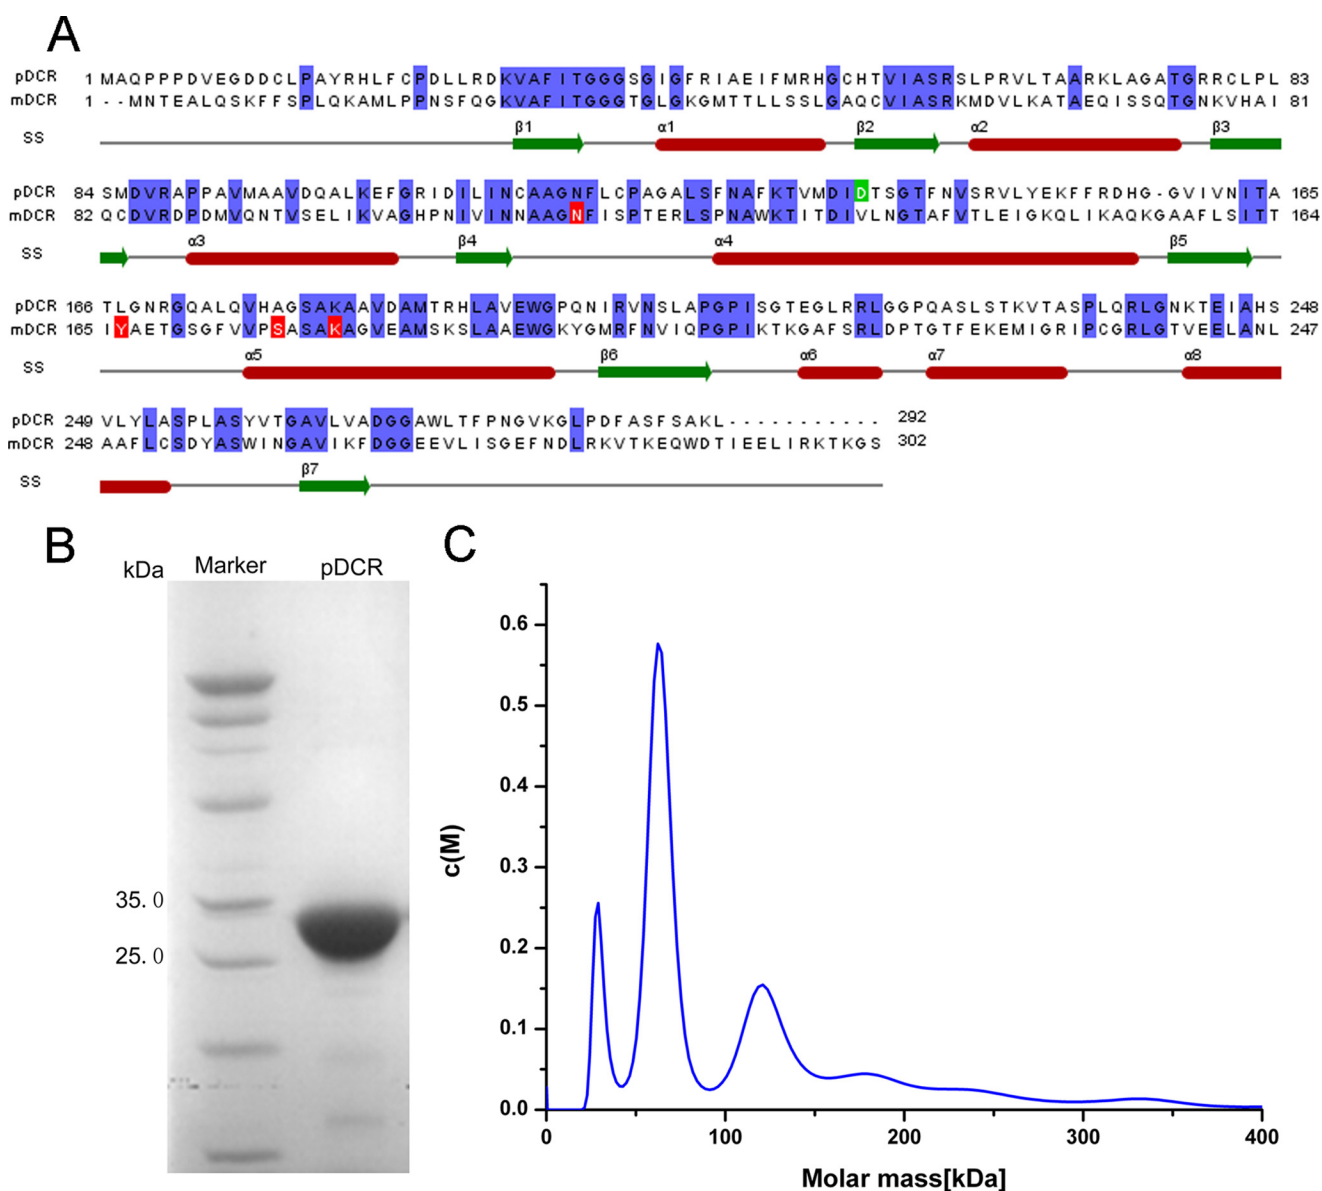 A
pDCR 1 MAQPPPDVEGDDCLPAYRHLFCPDLLRDKVAFITGGGSGIGFRIAEIFMRHGCHTVIASRSLPRVLTAARKLAGATGRRCLPL 83
mDCR 1 --MNTEALQSKFFSPLQKAMLPPNSFQGKVAFITGGGTGLGKGMTTLLSSLGAQCVIASRKMDVLKATAEQISSQTGNKVHAI 81
SS β1 α1 β2 α2 β3
pDCR 84 SMDVRAPPAVMAAVDQALKEFGRIDILINCAAGNFLCPAGALSFNAFKTVMDIDTSGTFNVSRVLYEKFFRDHG-GVIVNITA 165
mDCR 82 QCDVRDPDMVQNTVSELIKVAGHPNIVINNAAGNFISPTERLSPNAWKTITDIVLNGTAFVTLEIGKQLIKAQKGAAFLSITT 164
SS α3 β4 α4 β5
pDCR 166 TLGNRGQALQVHAGSAKAAVDAMTRHLAVEWGPQNIRVNSLAPGPISGTEGLRRLGGPQASLSTKVTASPLQRLGNKTEIAHS 248
mDCR 165 IYAETGSGFVVPSASAKAGVEAMSKSLAAEWGKYGMRFNVIQPGPIKTKGAFSRLDPTGTFEKEMIGRIPCGRLGTVEELANL 247
SS α5 β6 α6 α7 α8
pDCR 249 VLYLASPLASYVTGAVLVADGGAWLTFPNGVKGLPDFASFSAKL----------- 292
mDCR 248 AAFLCSDYASWINGAVIKFDGGEEVLISGEFNDLRKVTKEQWDTIEELIRKTKGS 302
SS β7
B
kDa Marker pDCR
35.0
25.0
C
c(M)
0.6
0.5
0.4
0.3
0.2
0.1
0.0
0 100 200 300 400
Molar mass[kDa]